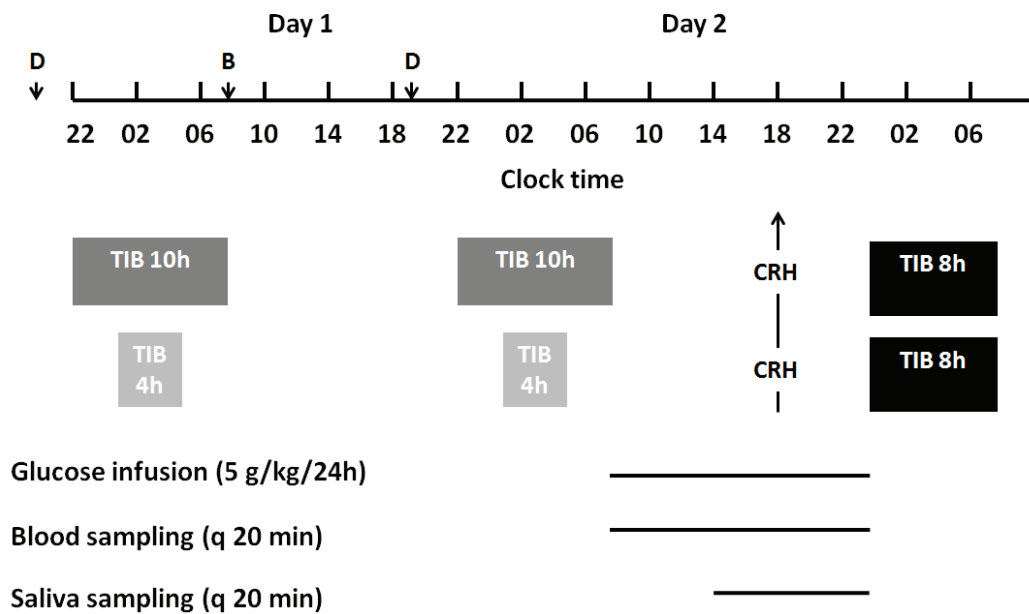 Day 1 Day 2
D B D
22 02 06 10 14 18 22 02 06 10 14 18 22 02 06
Clock time
TIB 10h TIB 10h CRH TIB 8h
TIB
4h
TIB
4h
CRH TIB 8h
Glucose infusion (5 g/kg/24h)
Blood sampling (q 20 min)
Saliva sampling (q 20 min)